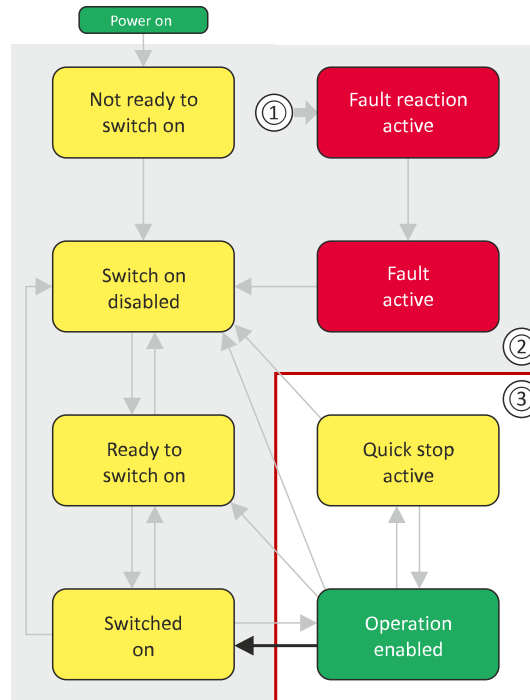 Power on
Not ready to
switch on
1
Fault reaction
active
Switch on
disabled
Fault
active
2
3
Ready to
switch on
Quick stop
active
Switched
on
Operation
enabled